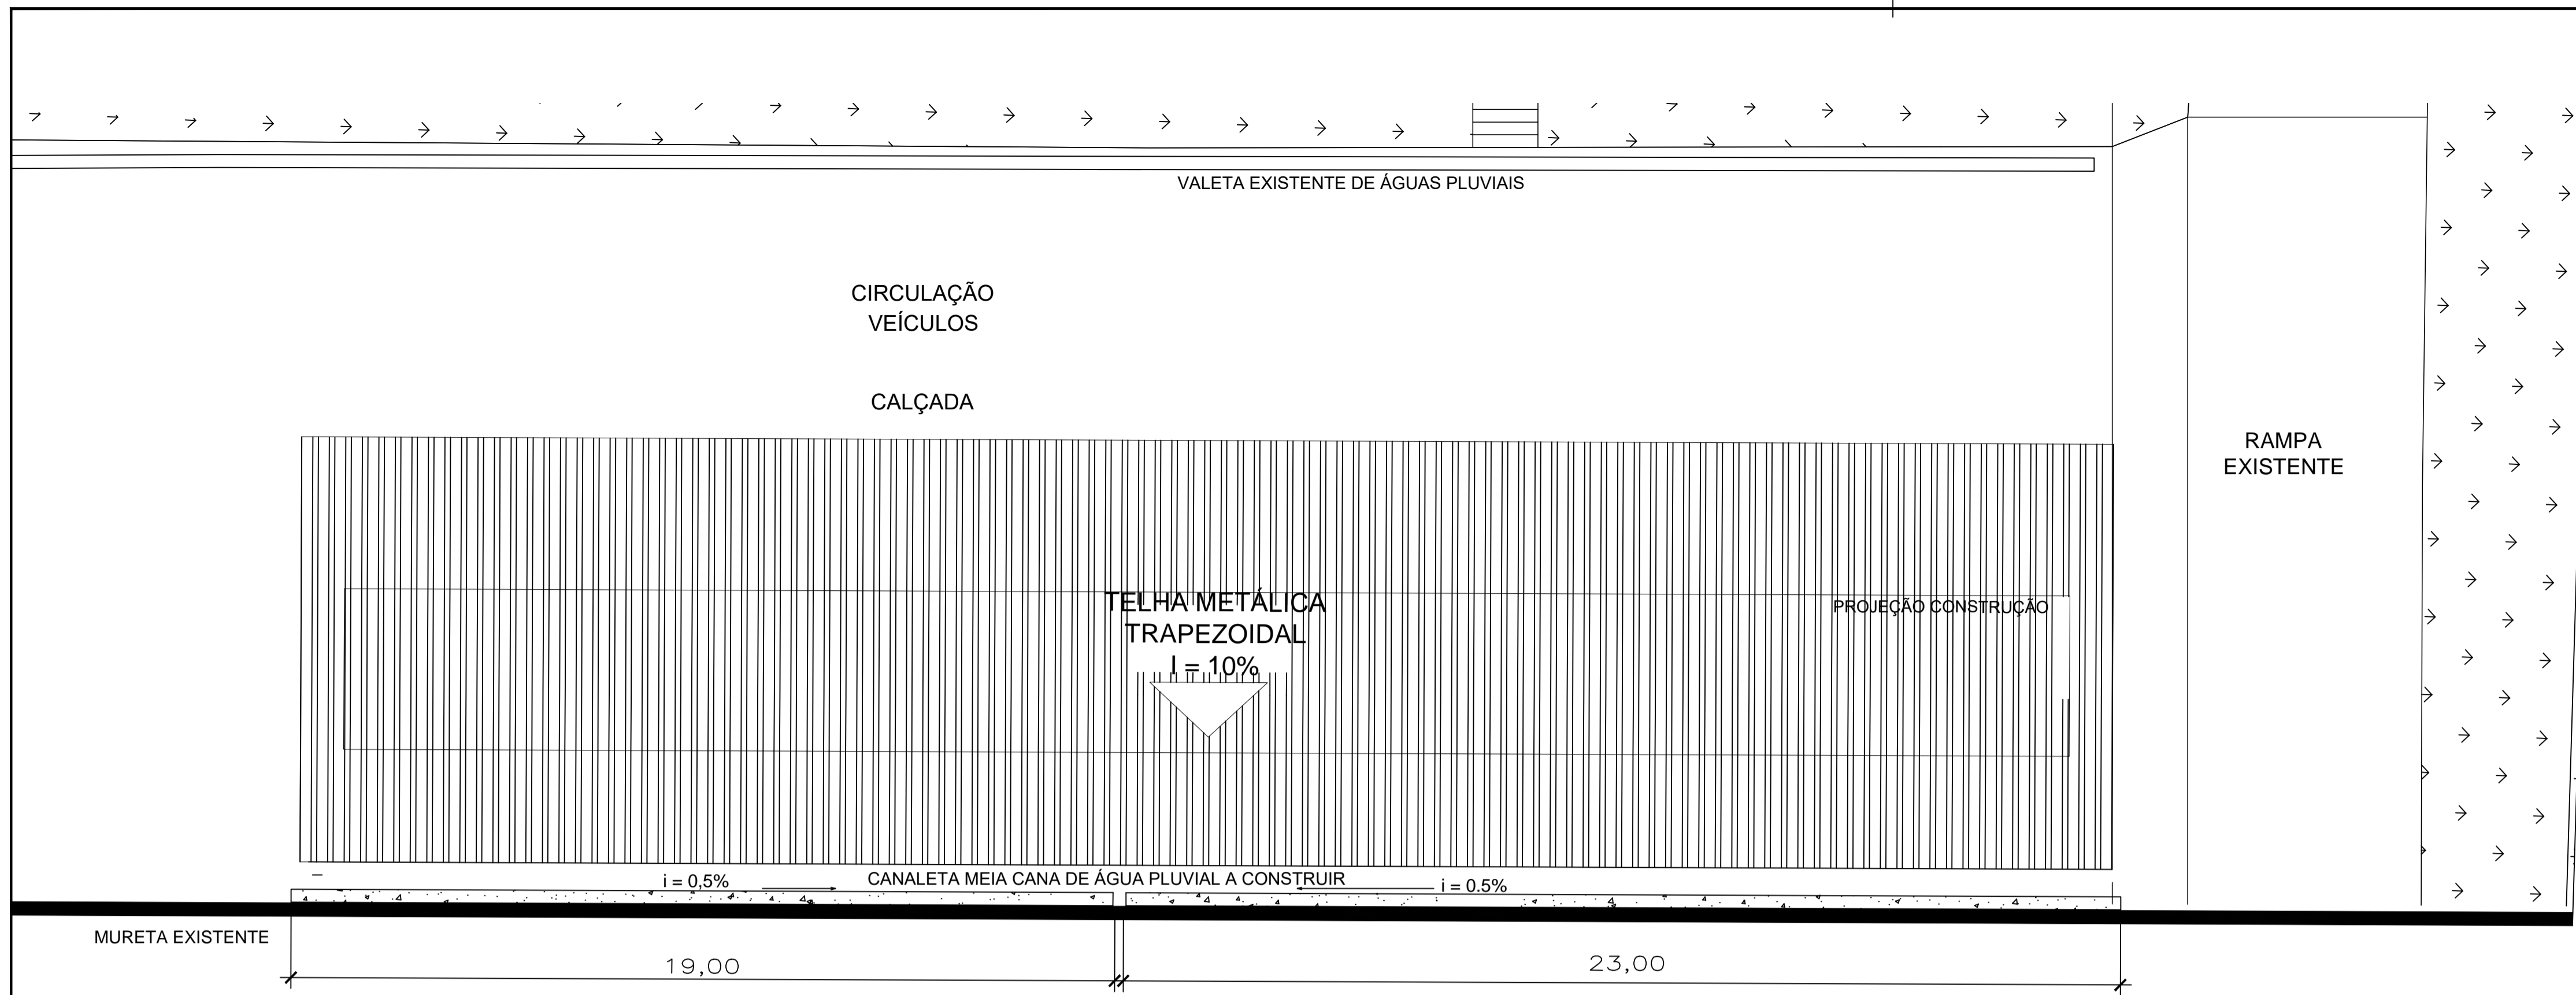 VALETA EXISTENTE DE ÁGUAS PLUVIAIS
CIRCULAÇÃO
VEÍCULOS
CALÇADA
RAMPA
EXISTENTE
TELHA METÁLICA
TRAPEZOIDAL
I = 10%
PROJEÇÃO CONSTRUÇÃO
i = 0,5%
CANALETA MEIA CANA DE ÁGUA PLUVIAL A CONSTRUIR
i = 0.5%
MURETA EXISTENTE
19,00
23,00